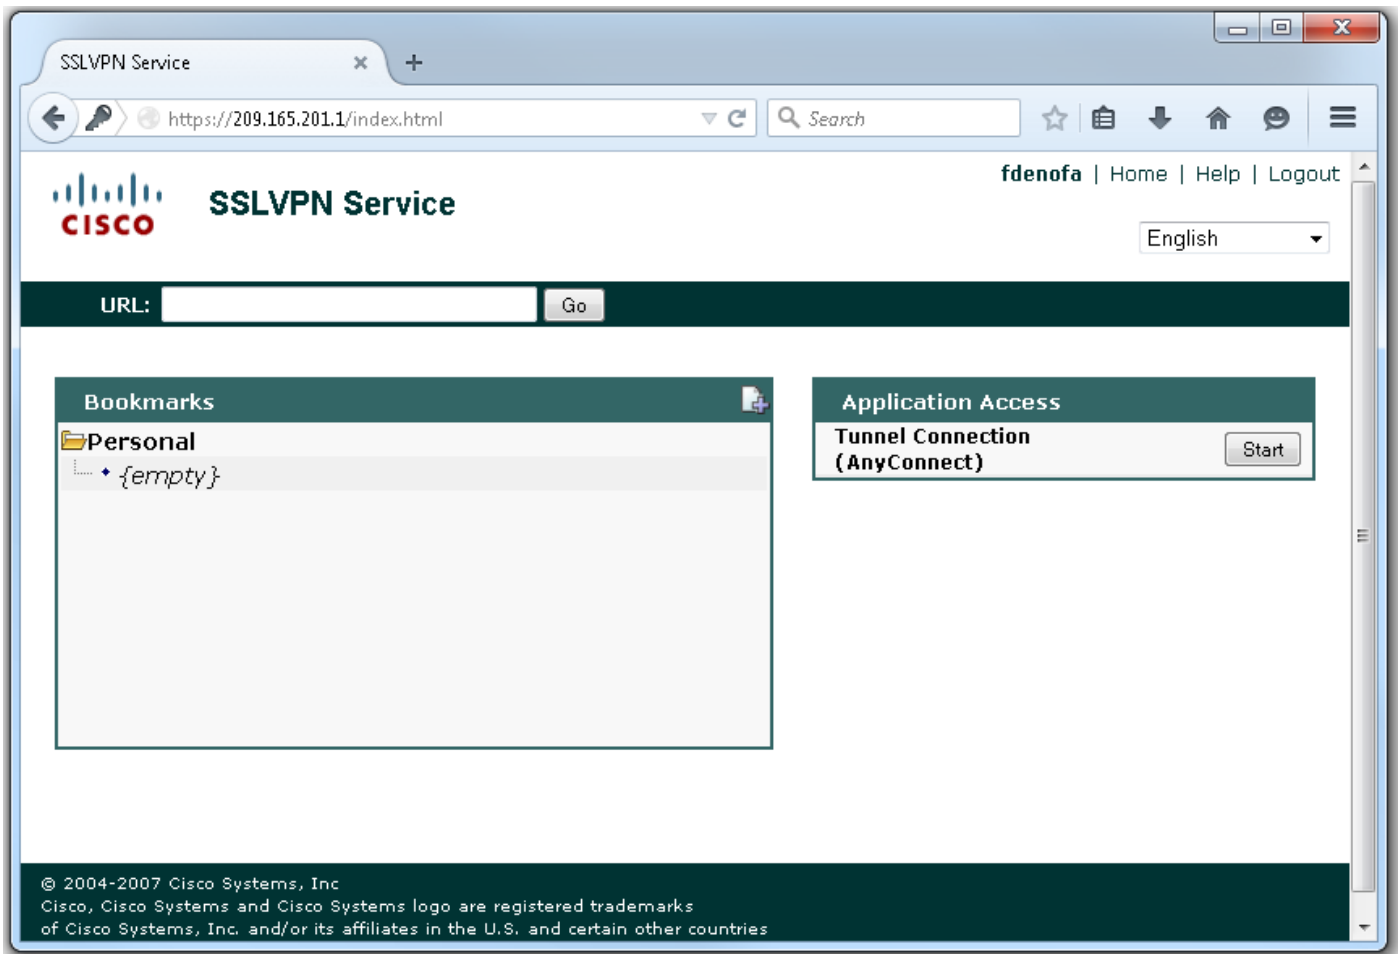 SSLVPN Service
https://209.165.201.1/index.html
Search
fdenofa | Home | Help | Logout
CISCO
SSLVPN Service
English
URL:
Go
Bookmarks
Personal
{empty}
Application Access
Tunnel Connection
(AnyConnect)
Start
© 2004-2007 Cisco Systems, Inc
Cisco, Cisco Systems and Cisco Systems logo are registered trademarks
of Cisco Systems, Inc. and/or its affiliates in the U.S. and certain other countries